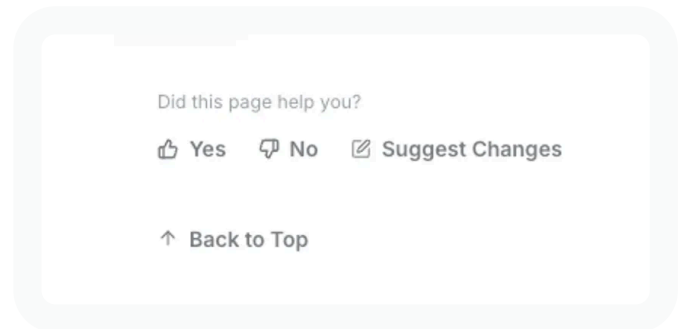 Did this page help you?
Yes No Suggest Changes
Back to Top